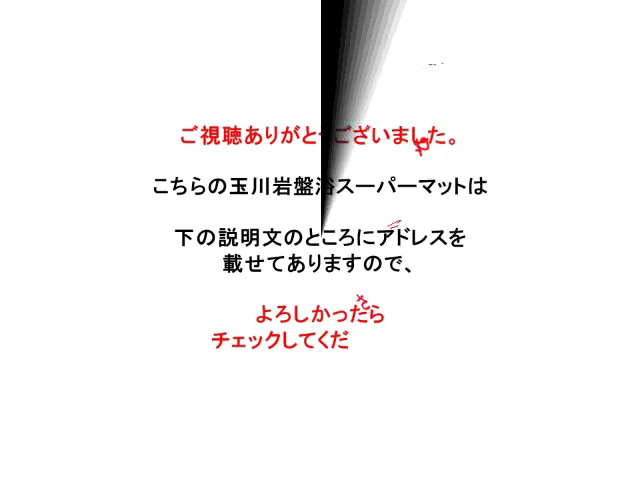 ご視聴ありがとうございました。
こちらの玉川岩盤浴スーパーマットは
下の説明文のところにアドレスを
載せてありますので、
よろしかったら
チェックしてくだ